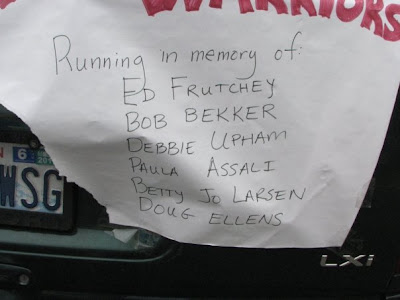 WARRIORS
Running in memory of:
ED FRUTCHEY
BOB BEKKER
DEBBIE UPHAM
PAULA ASSALI
BETTY JO LARSEN
DOUG ELLENS
6
WSG
LXi